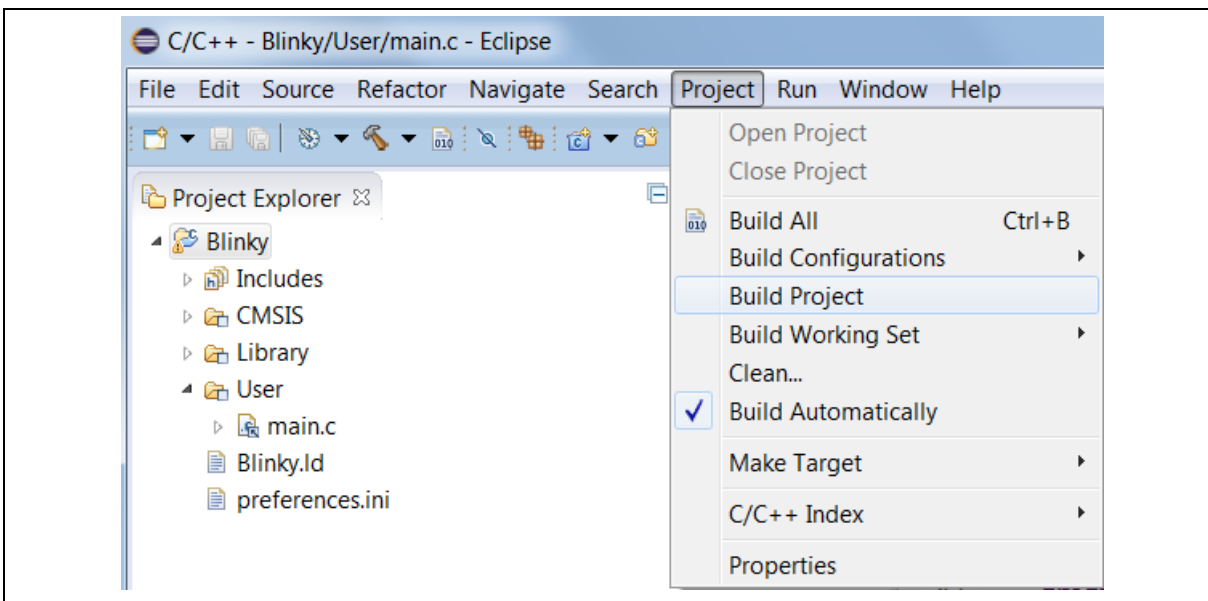 C/C++ - Blinky/User/main.c - Eclipse
File Edit Source Refactor Navigate Search Project Run Window Help
Project Explorer
Blinky
Includes
CMSIS
Library
User
main.c
Blinky.ld
preferences.ini
Open Project
Close Project
010 Build All Ctrl+B
Build Configurations
Build Project
Build Working Set
Clean...
Build Automatically
Make Target
C/C++ Index
Properties